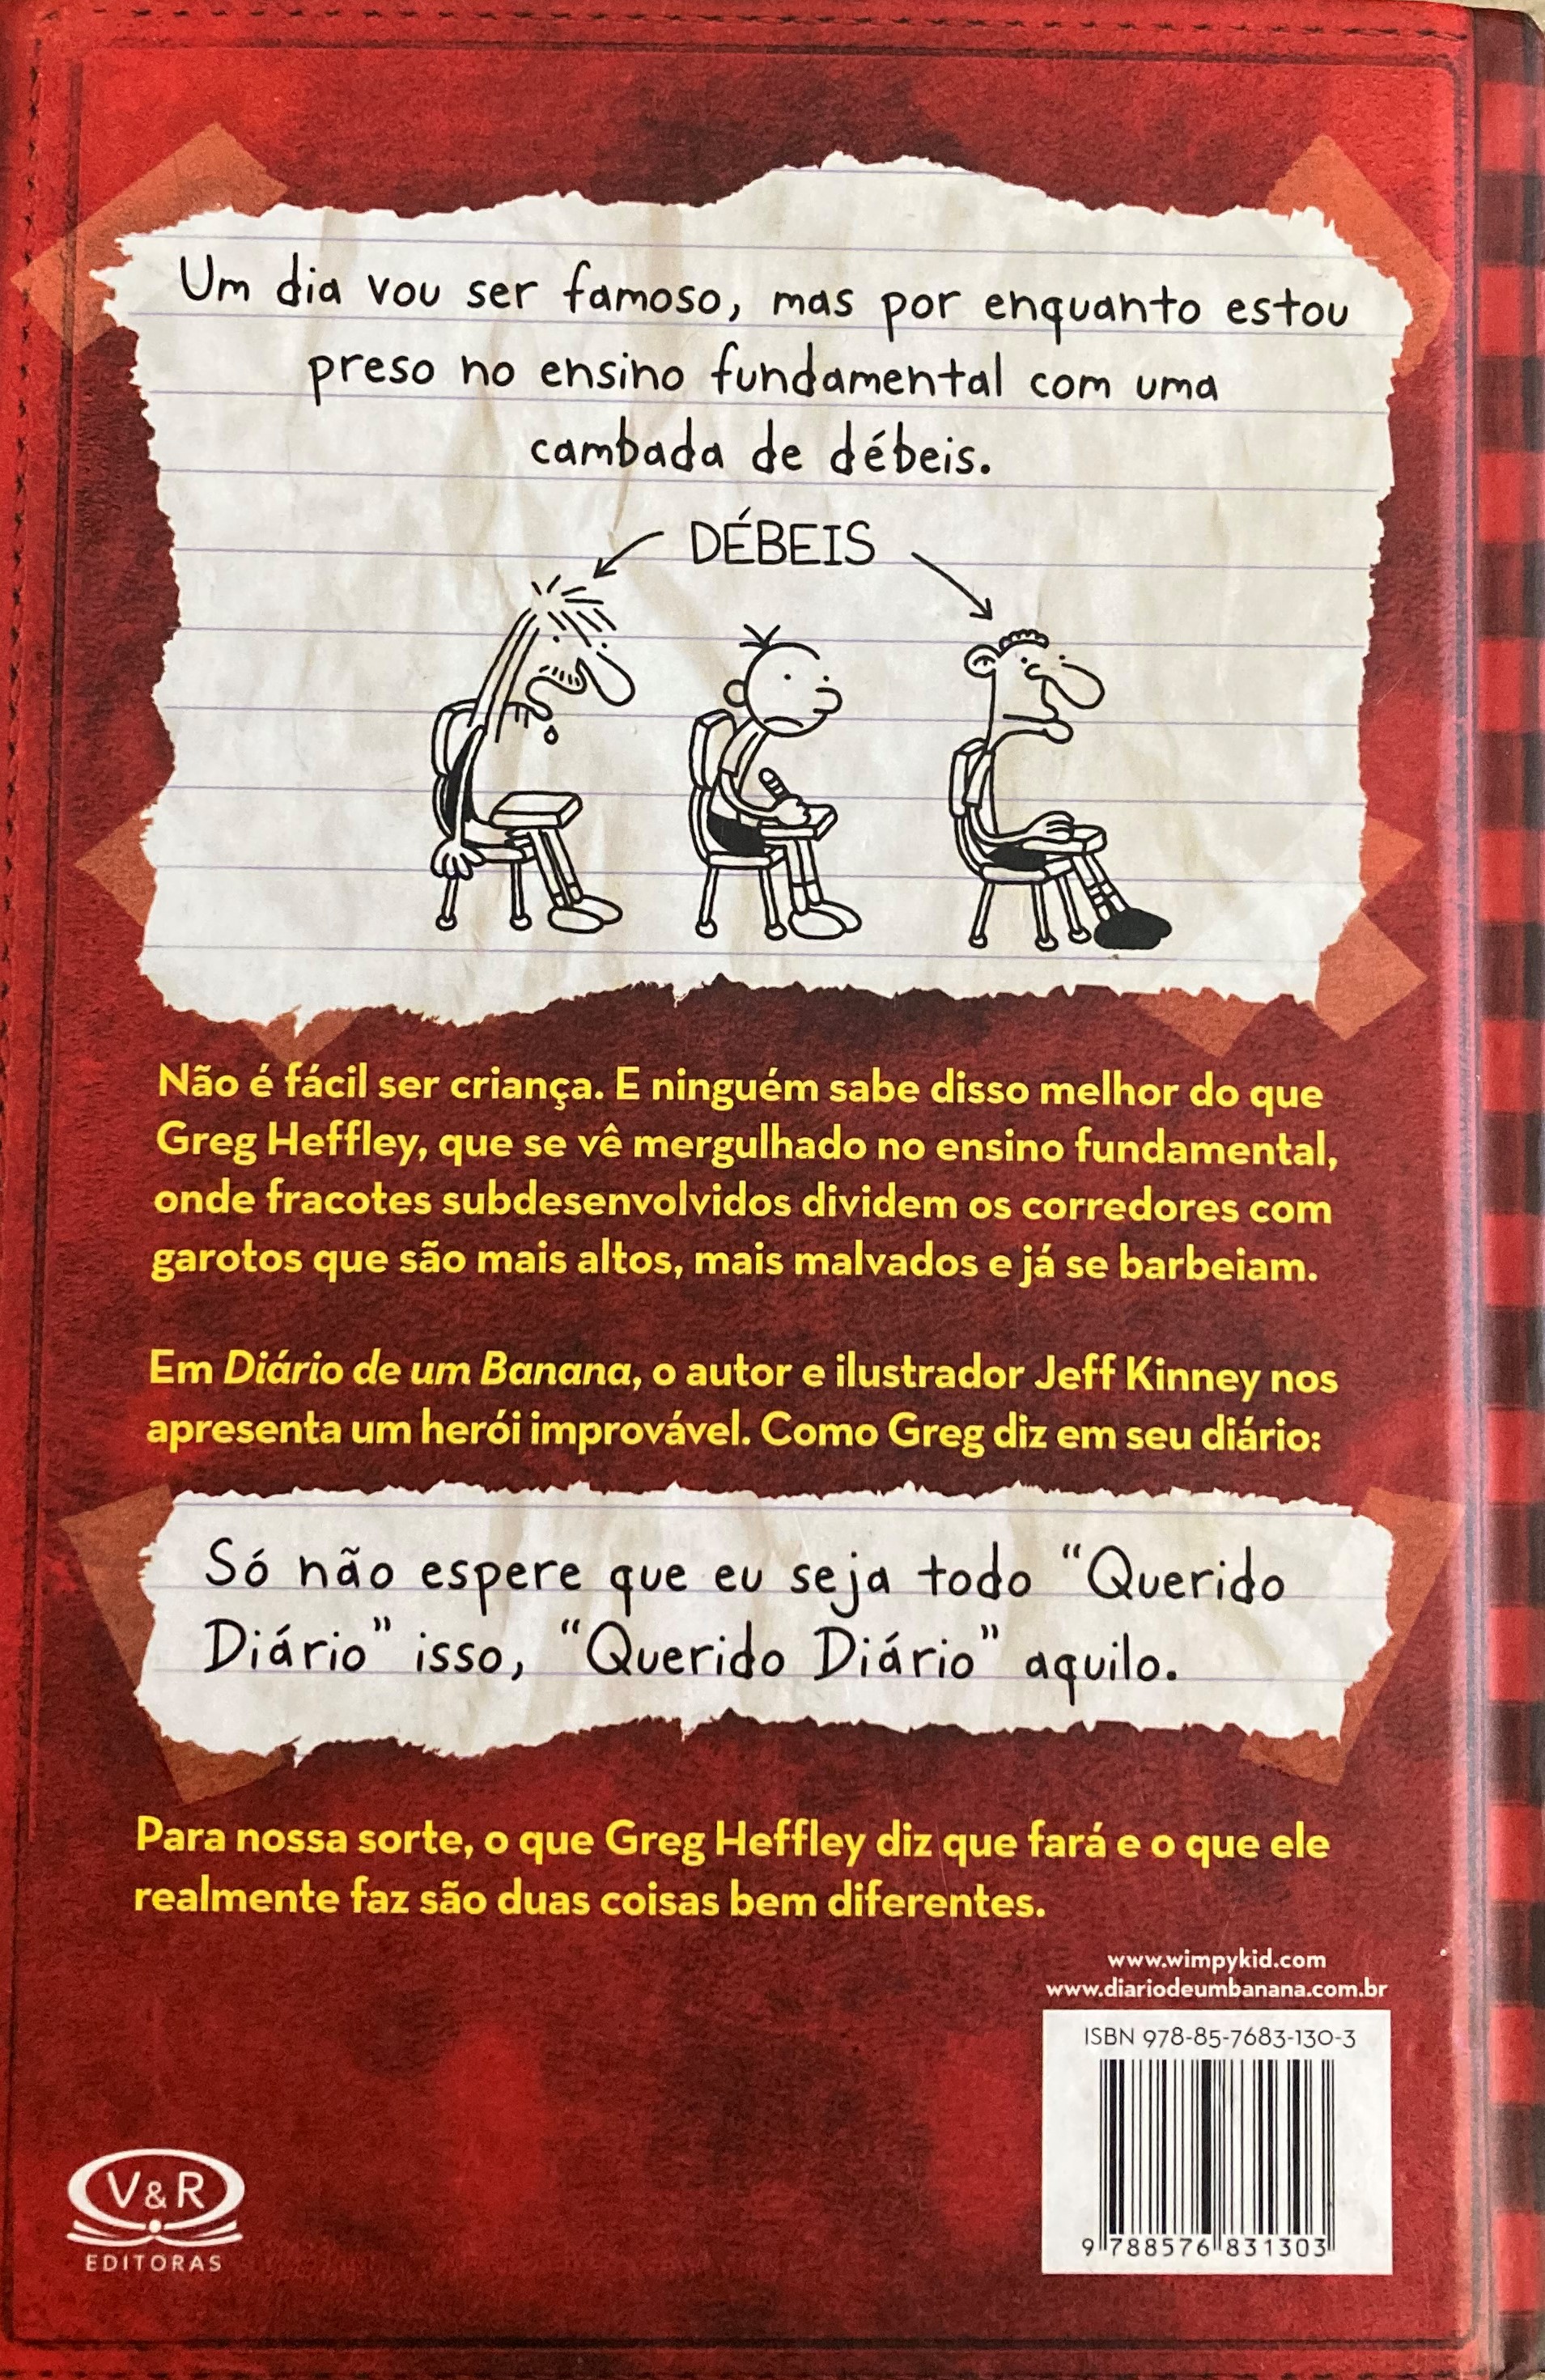 Um dia vou ser famoso, mas por enquanto estou
preso no ensino fundamental com uma
cambada de débeis.
DÉBEIS
Não é fácil ser criança. E ninguém sabe disso melhor do que
Greg Heffley, que se vê mergulhado no ensino fundamental,
onde fracotes subdesenvolvidos dividem os corredores com
garotos que são mais altos, mais malvados e já se barbeiam.
Em Diário de um Banana, o autor e ilustrador Jeff Kinney nos
apresenta um herói improvável. Como Greg diz em seu diário:
Só não espere que eu seja todo “Querido
Diário” isso, “Querido Diário” aquilo.
Para nossa sorte, o que Greg Heffley diz que fará e o que ele
realmente faz são duas coisas bem diferentes.
www.wimpykid.com
www.diariodeumbanana.com.br
ISBN 978-85-7683-130-3
9 788576 831303
V&R
EDITORAS